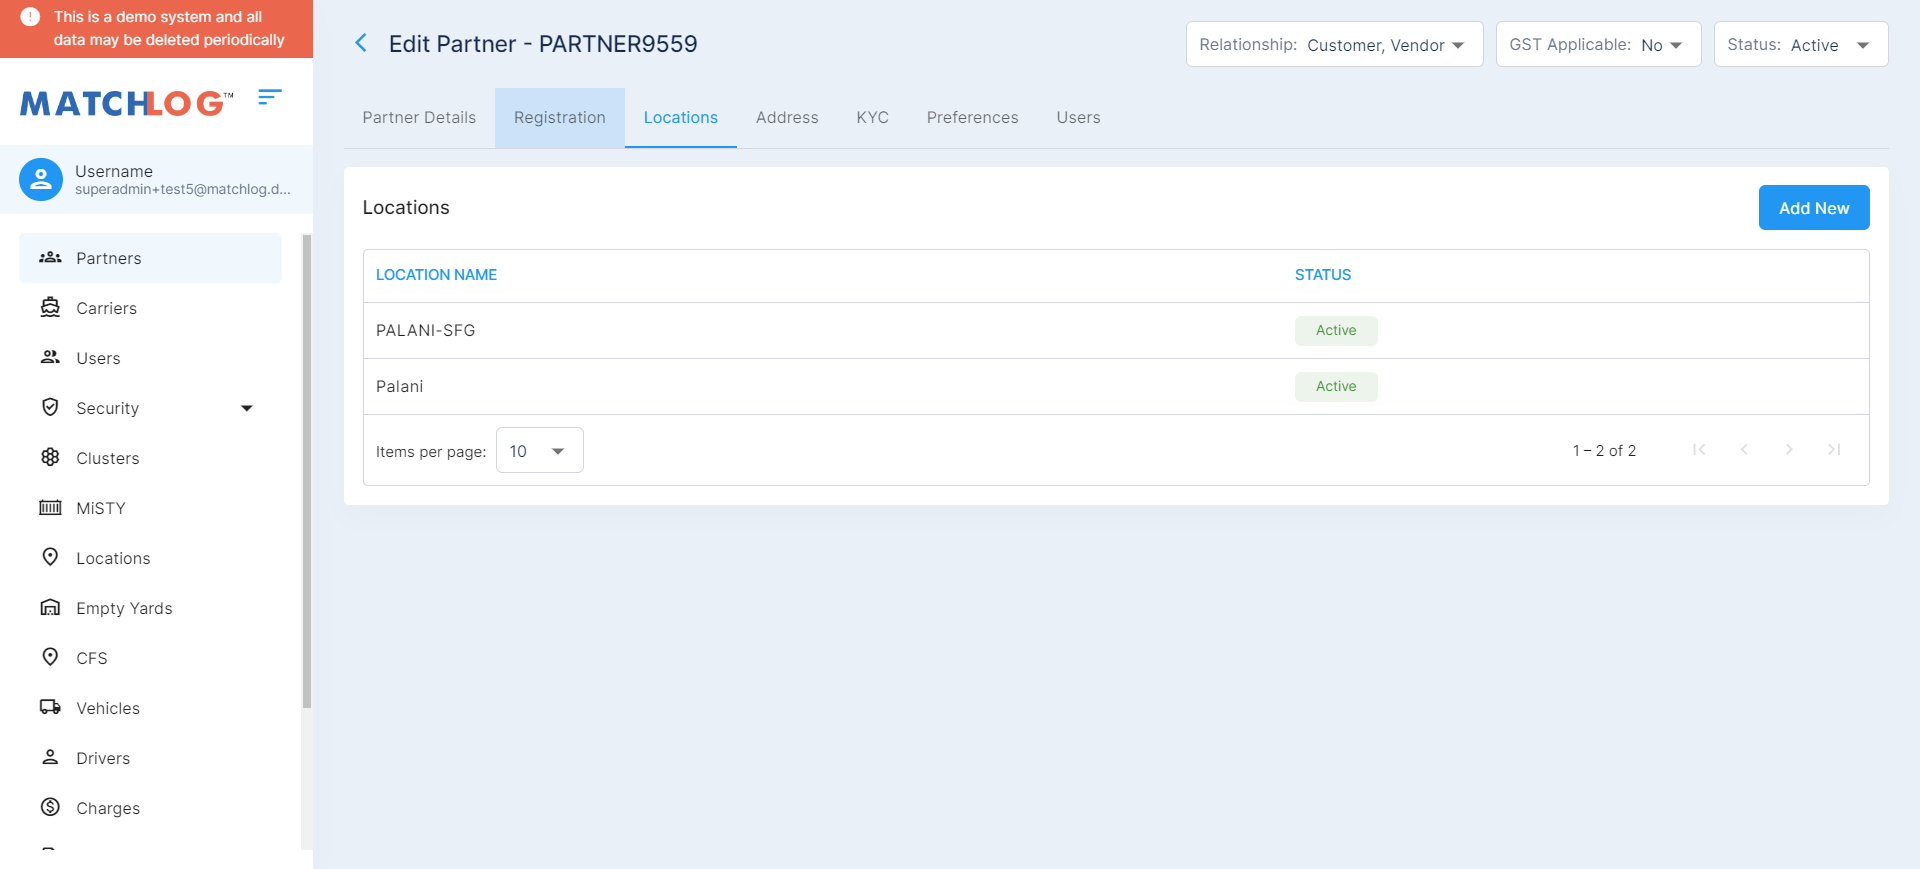 This is a demo system and all
data may be deleted periodically
MATCHLOG™
Username
superadmin+test5@matchlog.d...
Partners
Carriers
Users
Security
Clusters
MiSTY
Locations
Empty Yards
CFS
Vehicles
Drivers
Charges
Edit Partner - PARTNER9559
Relationship: Customer, Vendor
GST Applicable: No
Status: Active
Partner Details
Registration
Locations
Address
KYC
Preferences
Users
Locations
Add New
LOCATION NAME
STATUS
PALANI-SFG
Active
Palani
Active
Items per page: 10
1 – 2 of 2